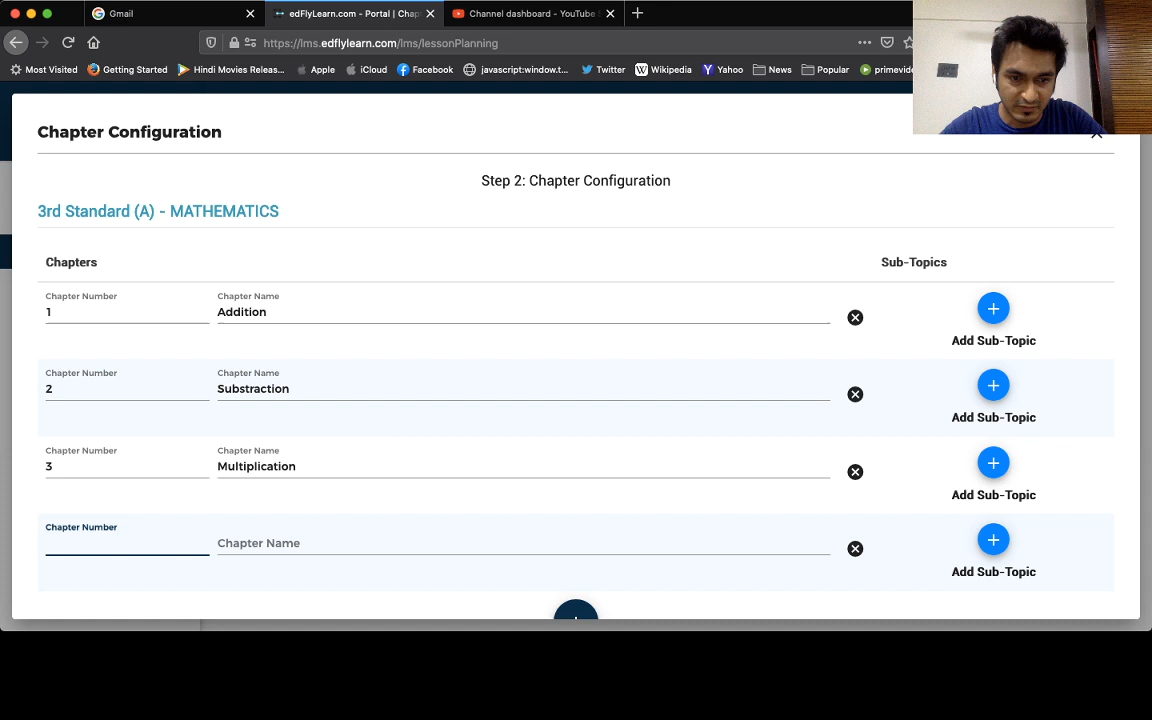 Gmail
edFlyLearn.com - Portal | Chap
Channel dashboard - YouTube
https://lms.edflylearn.com/lms/lessonPlanning
Most Visited Getting Started Hindi Movies Releas... Apple iCloud Facebook javascript:window.t... Twitter Wikipedia Yahoo News Popular primevide
Chapter Configuration
Step 2: Chapter Configuration
3rd Standard (A) - MATHEMATICS
Chapters Sub-Topics
Chapter Number Chapter Name
1 Addition
Add Sub-Topic
Chapter Number Chapter Name
2 Substraction
Add Sub-Topic
Chapter Number Chapter Name
3 Multiplication
Add Sub-Topic
Chapter Number
Chapter Name
Add Sub-Topic